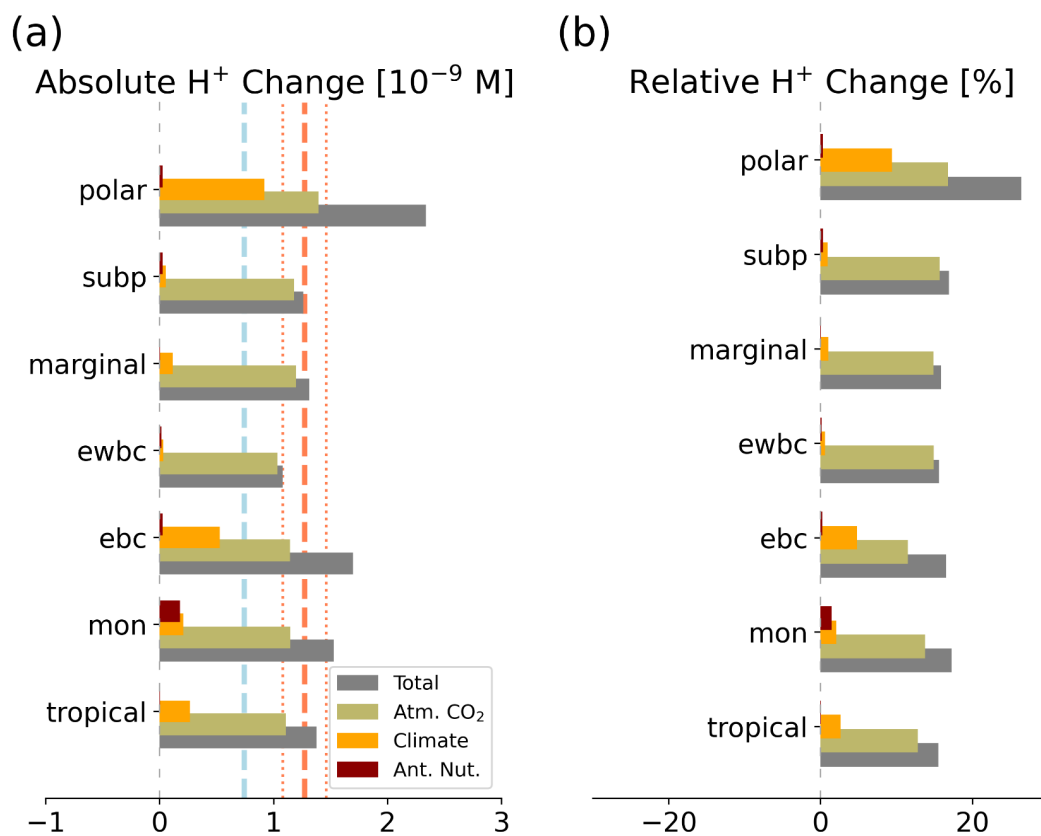 (a)
Absolute H⁺ Change [10⁻⁹ M]
polar
subp
marginal
ewbc
ebc
mon
tropical
Total
Atm. CO₂
Climate
Ant. Nut.
−1 0 1 2 3
(b)
Relative H⁺ Change [%]
polar
subp
marginal
ewbc
ebc
mon
tropical
−20 0 20